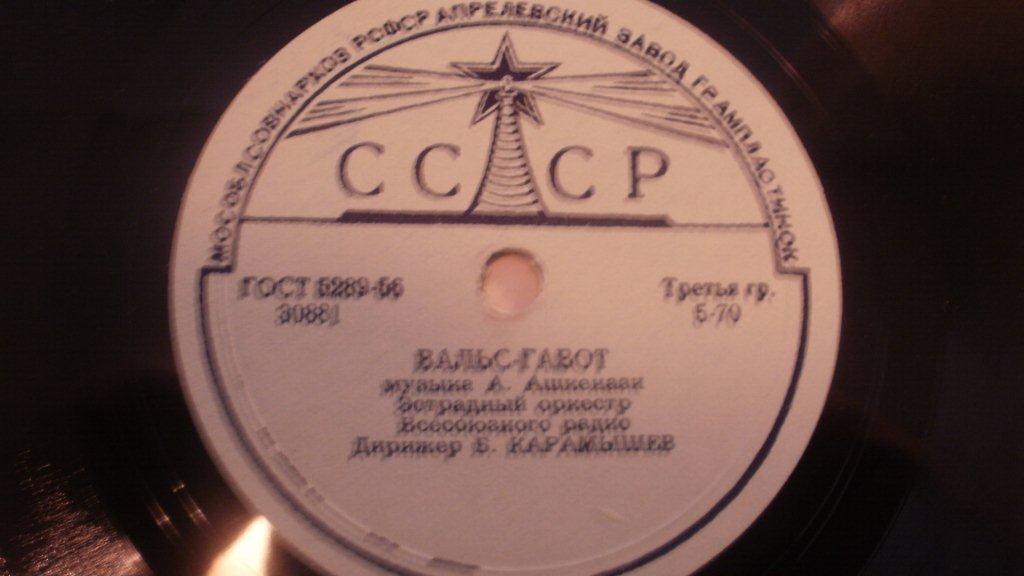 МОСОБЛСОВНАРХОЗ РСФСР АПРЕЛЕВСКИЙ ЗАВОД ГРАМПЛАСТИНОК
СССР
ГОСТ 5289-56
30881
Третья гр.
5-70
ВАЛЬС-ГАВОТ
музыка А. Ашкенази
Эстрадный оркестр
Всесоюзного радио
Дирижер Б. КАРАМЫШЕВ